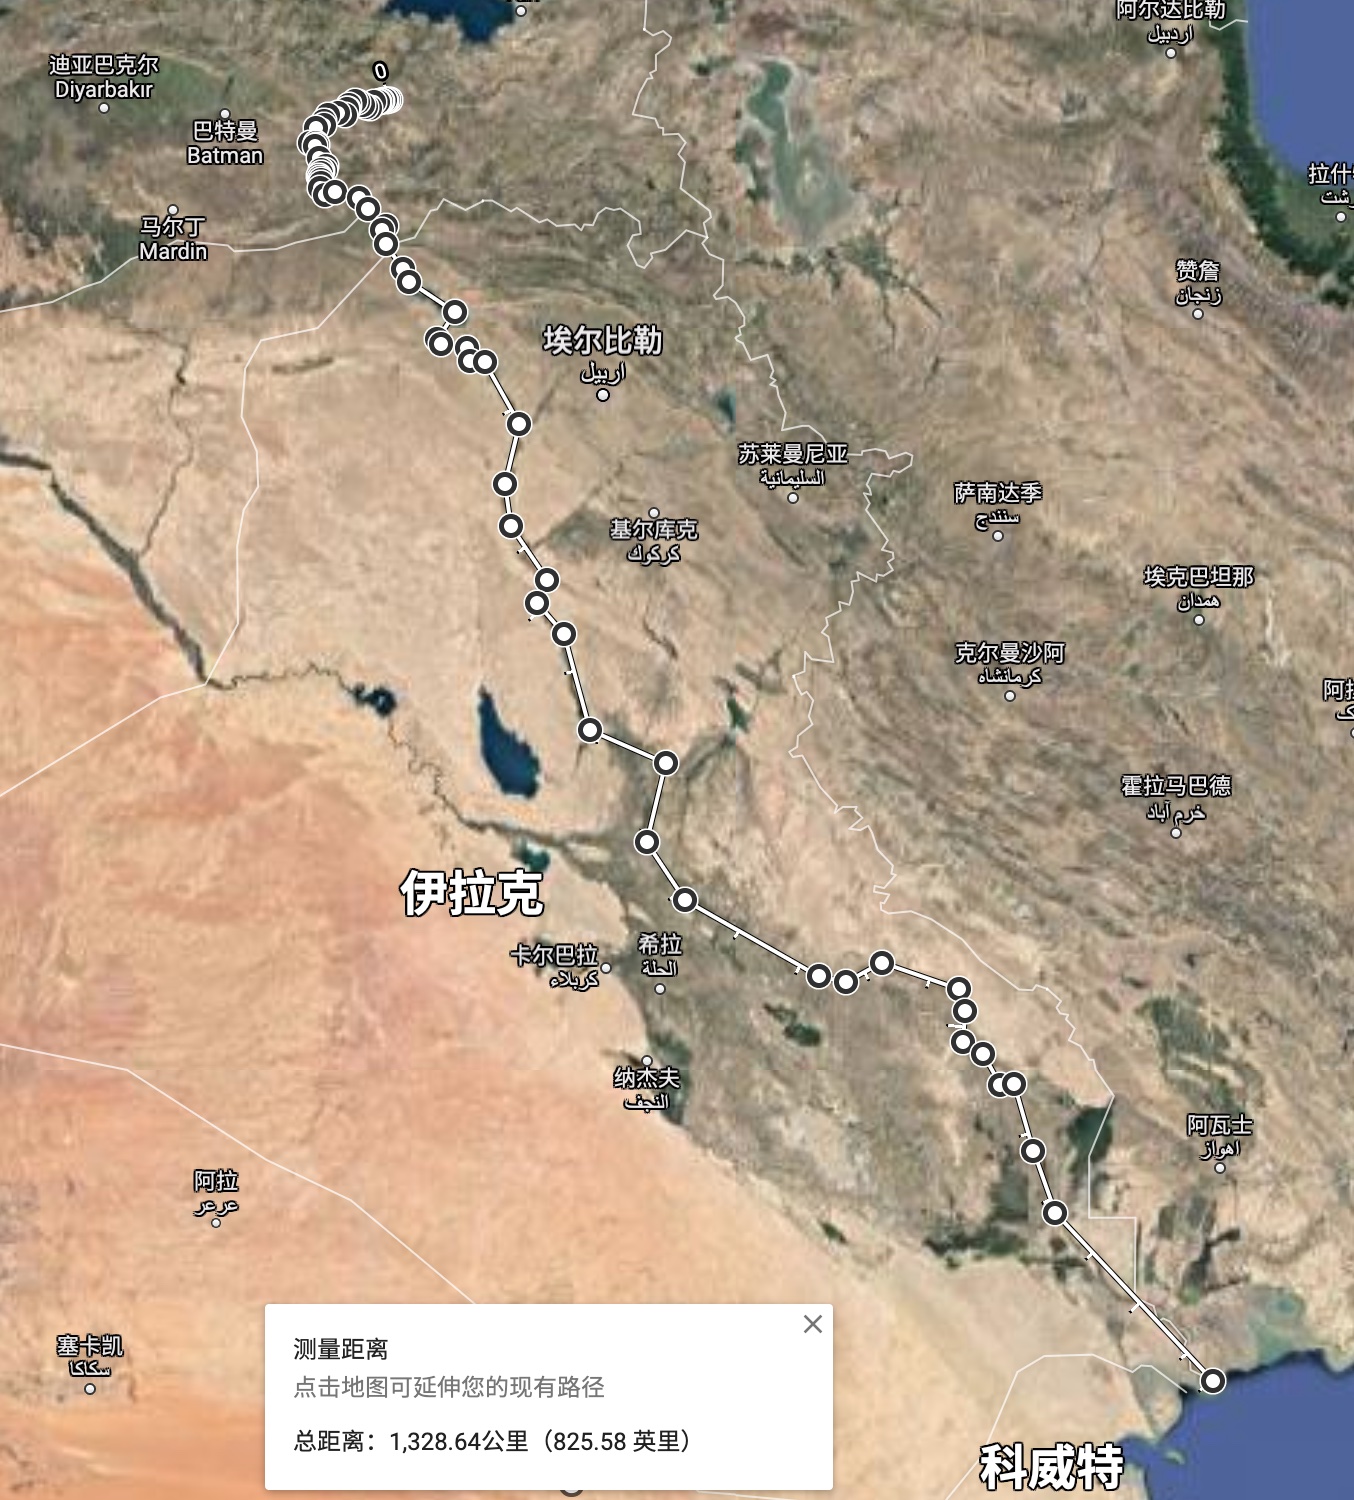 阿尔达比勒
اردبیل
迪亚巴克尔
Diyarbakır
0
巴特曼
Batman
马尔丁
Mardin
赞詹
زنجان
埃尔比勒
اربيل
苏莱曼尼亚
السليمانية
萨南达季
سنندج
基尔库克
كركوك
埃克巴坦那
همدان
克尔曼沙阿
كرمانشاه
霍拉马巴德
خرم آباد
伊拉克
卡尔巴拉
كربلاء
希拉
الحلة
纳杰夫
النجف
阿瓦士
اهواز
阿拉
عرعر
塞卡凯
سكاكا
科威特
测量距离
点击地图可延伸您的现有路径
总距离：1,328.64公里（825.58 英里）